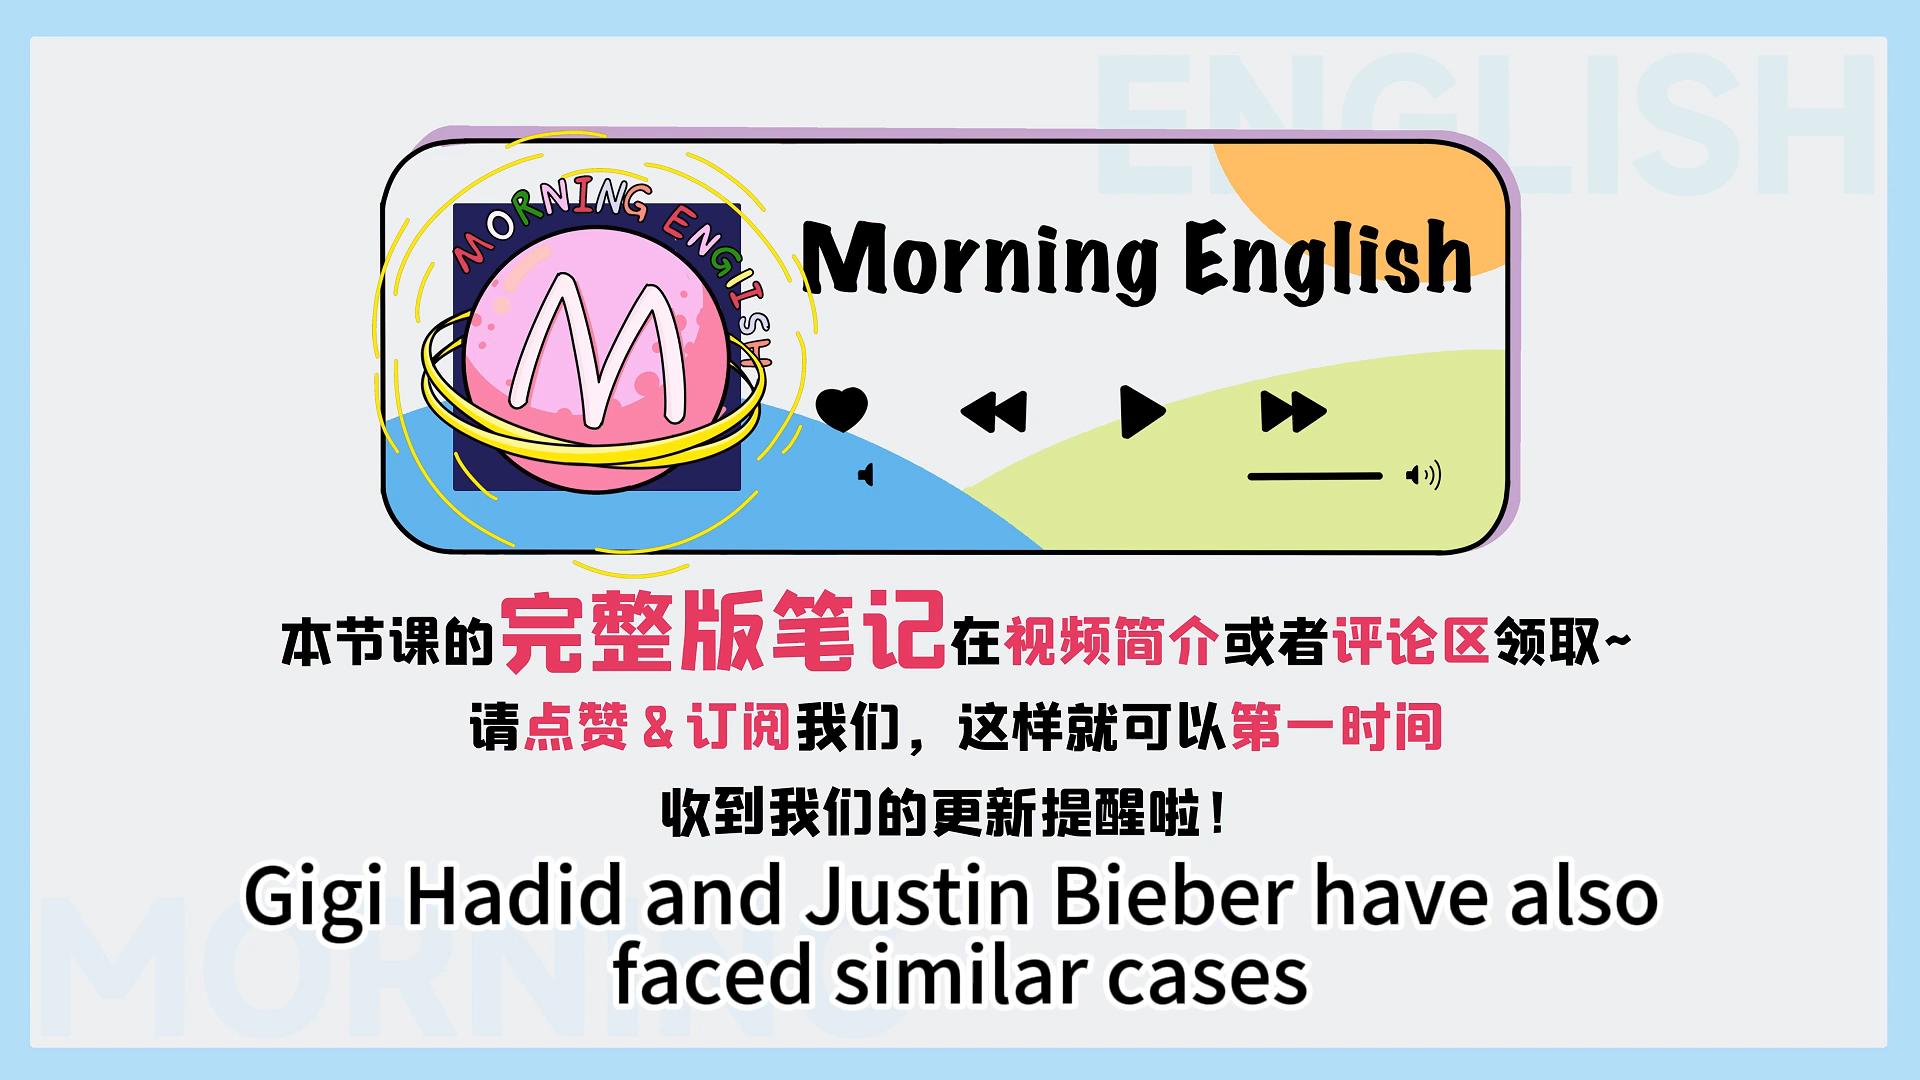 ENGLISH
MORNING ENGLISH
M
Morning English
本节课的完整版笔记在视频简介或者评论区领取~
请点赞&订阅我们，这样就可以第一时间
收到我们的更新提醒啦！
Gigi Hadid and Justin Bieber have also
faced similar cases
MORNING